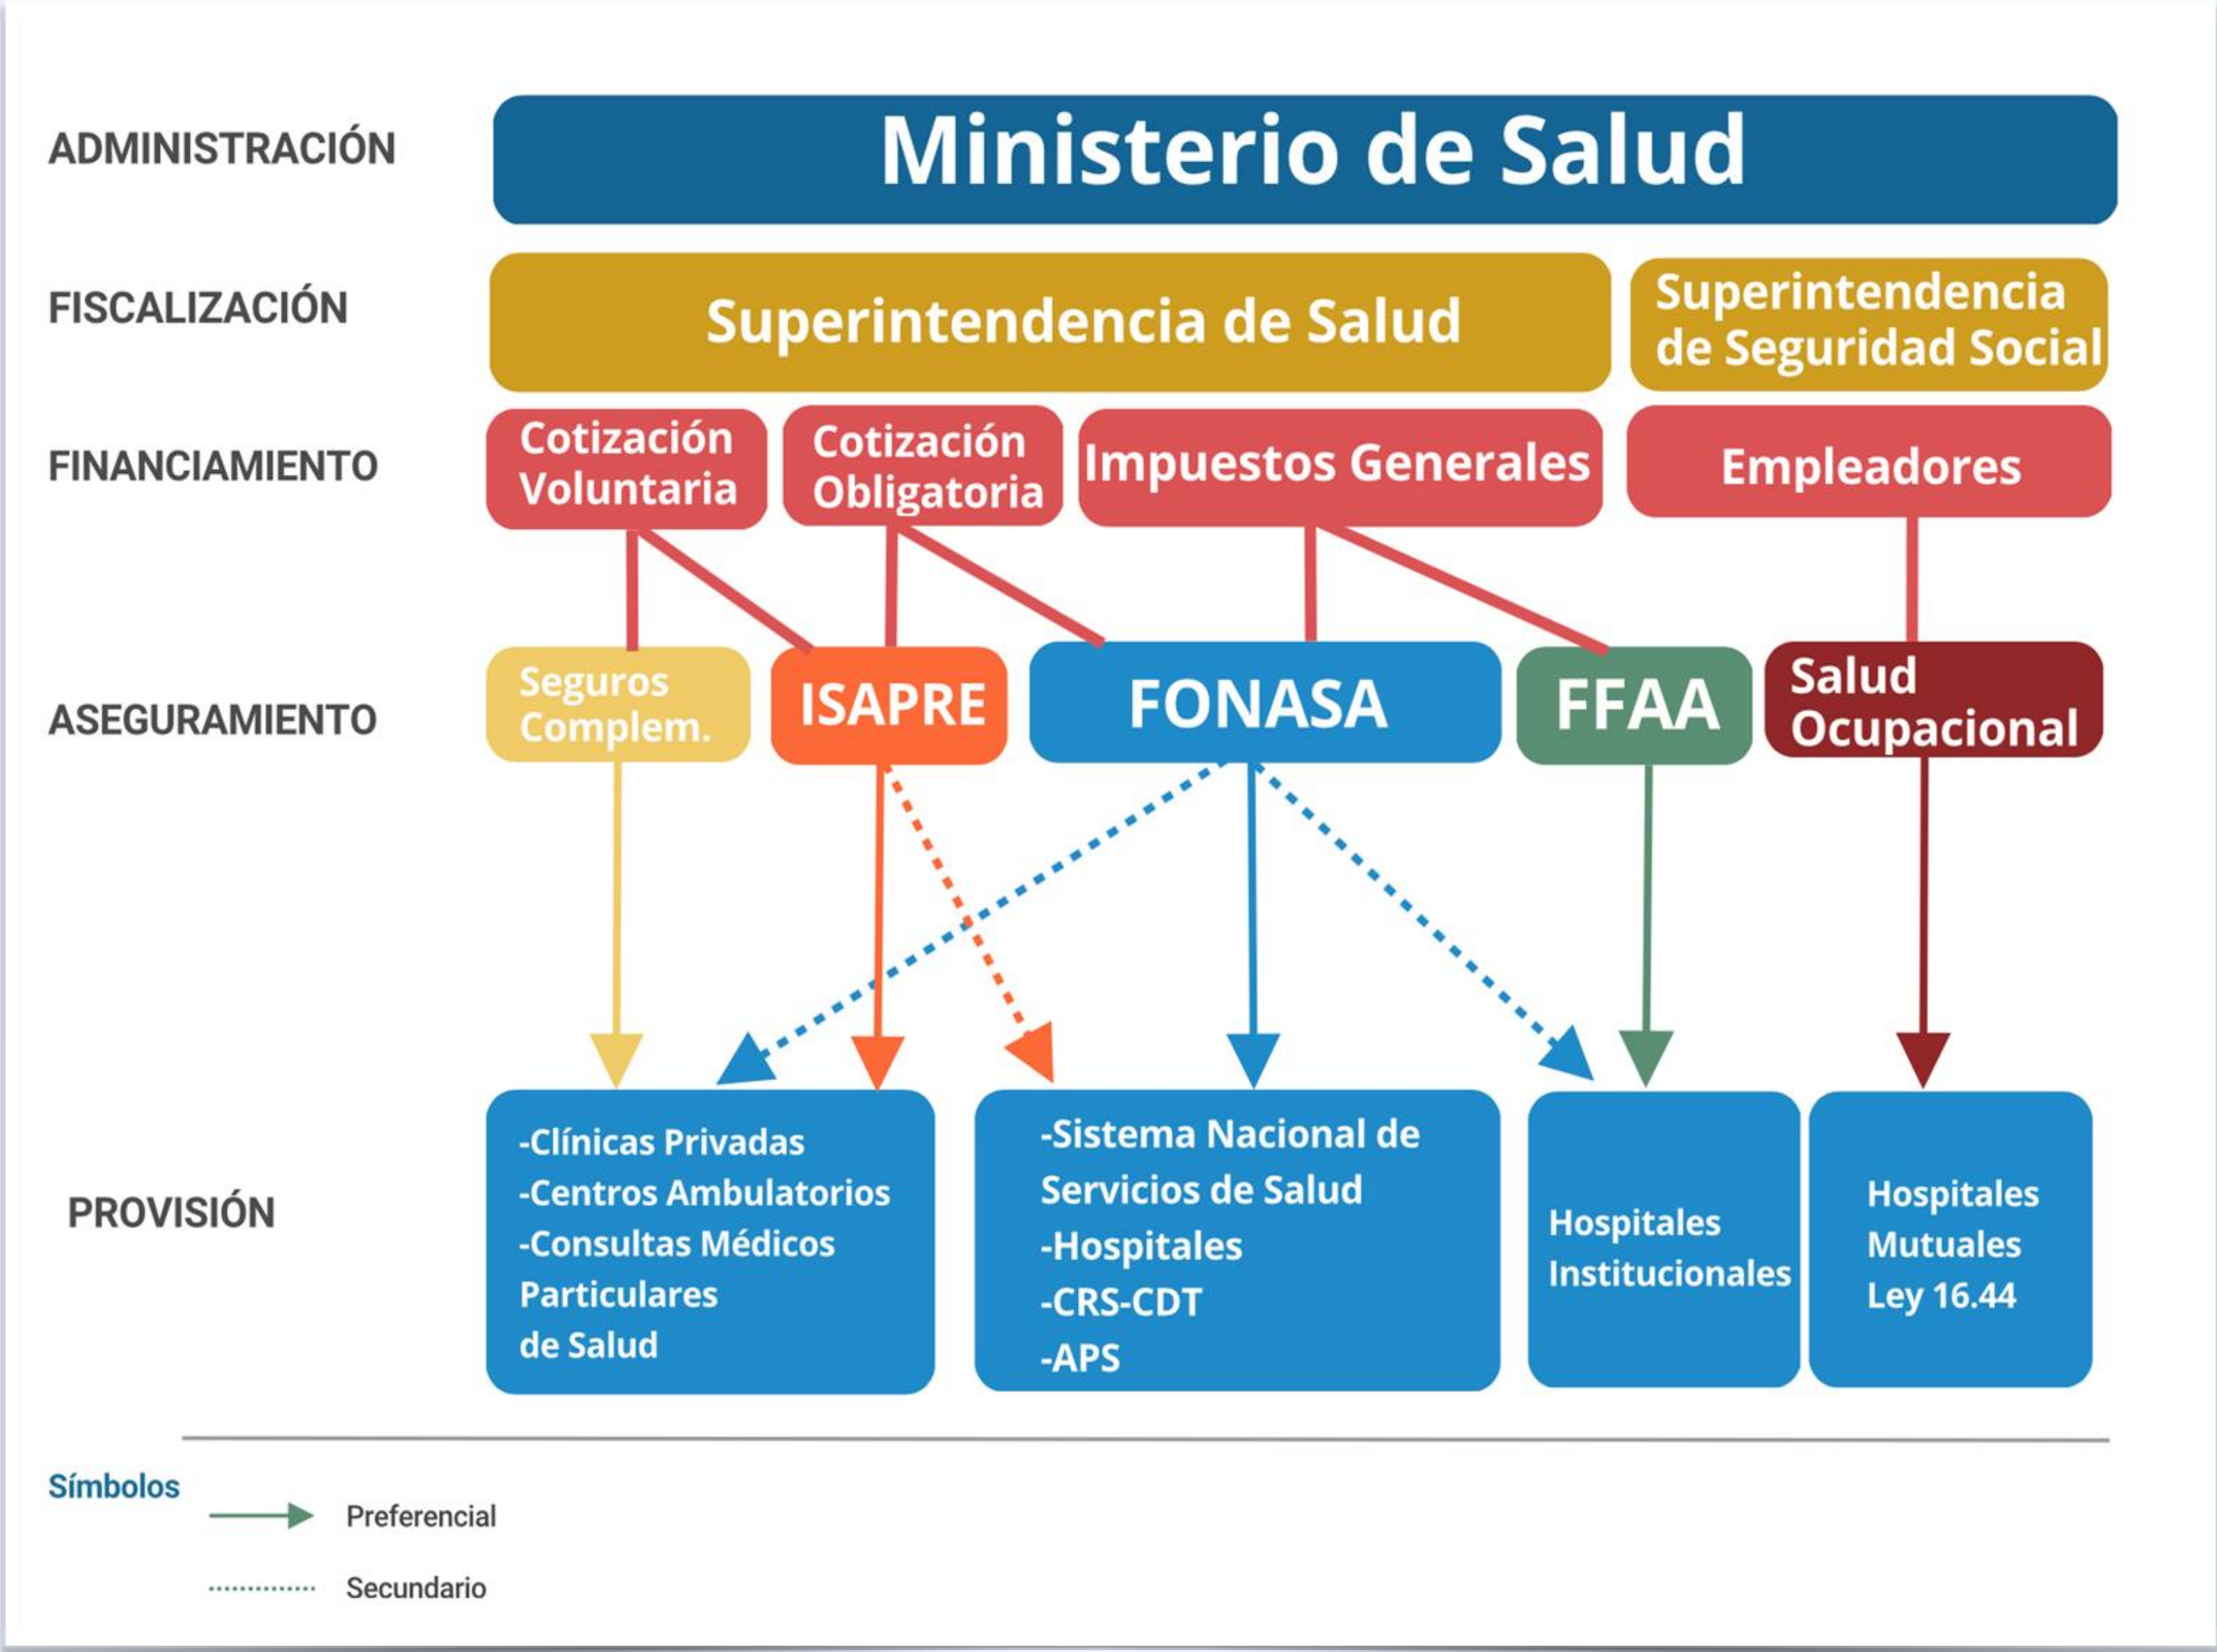 ADMINISTRACIÓN
Ministerio de Salud
FISCALIZACIÓN
Superintendencia de Salud
Superintendencia
de Seguridad Social
FINANCIAMIENTO
Cotización
Voluntaria
Cotización
Obligatoria
Impuestos Generales
Empleadores
ASEGURAMIENTO
Seguros
Complem.
ISAPRE
FONASA
FFAA
Salud
Ocupacional
PROVISIÓN
-Clínicas Privadas
-Centros Ambulatorios
-Consultas Médicos
Particulares
de Salud
-Sistema Nacional de
Servicios de Salud
-Hospitales
-CRS-CDT
-APS
Hospitales
Institucionales
Hospitales
Mutuales
Ley 16.44
Símbolos
Preferencial
Secundario